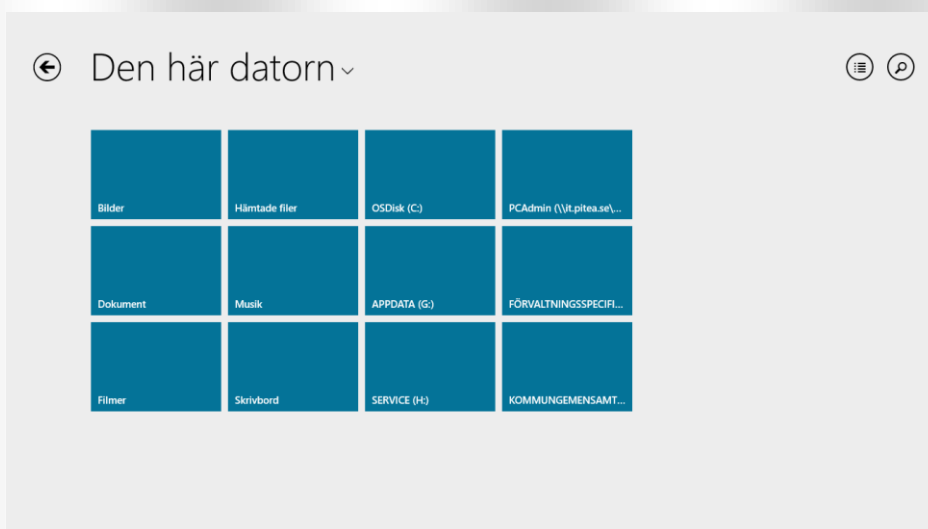 Den här datorn
Bilder
Hämtade filer
OSDisk (C:)
PCAdmin (\\it.pitea.se\...
Dokument
Musik
APPDATA (G:)
FÖRVALTNINGSSPECIFI...
Filmer
Skrivbord
SERVICE (H:)
KOMMUNGEMENSAMT...